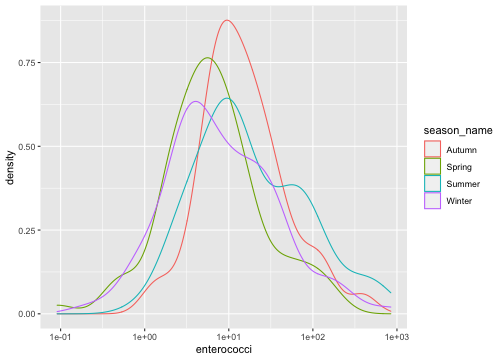 0.75
0.50
0.25
0.00
density
1e-01
1e+00
1e+01
1e+02
1e+03
enterococci
season_name
Autumn
Spring
Summer
Winter